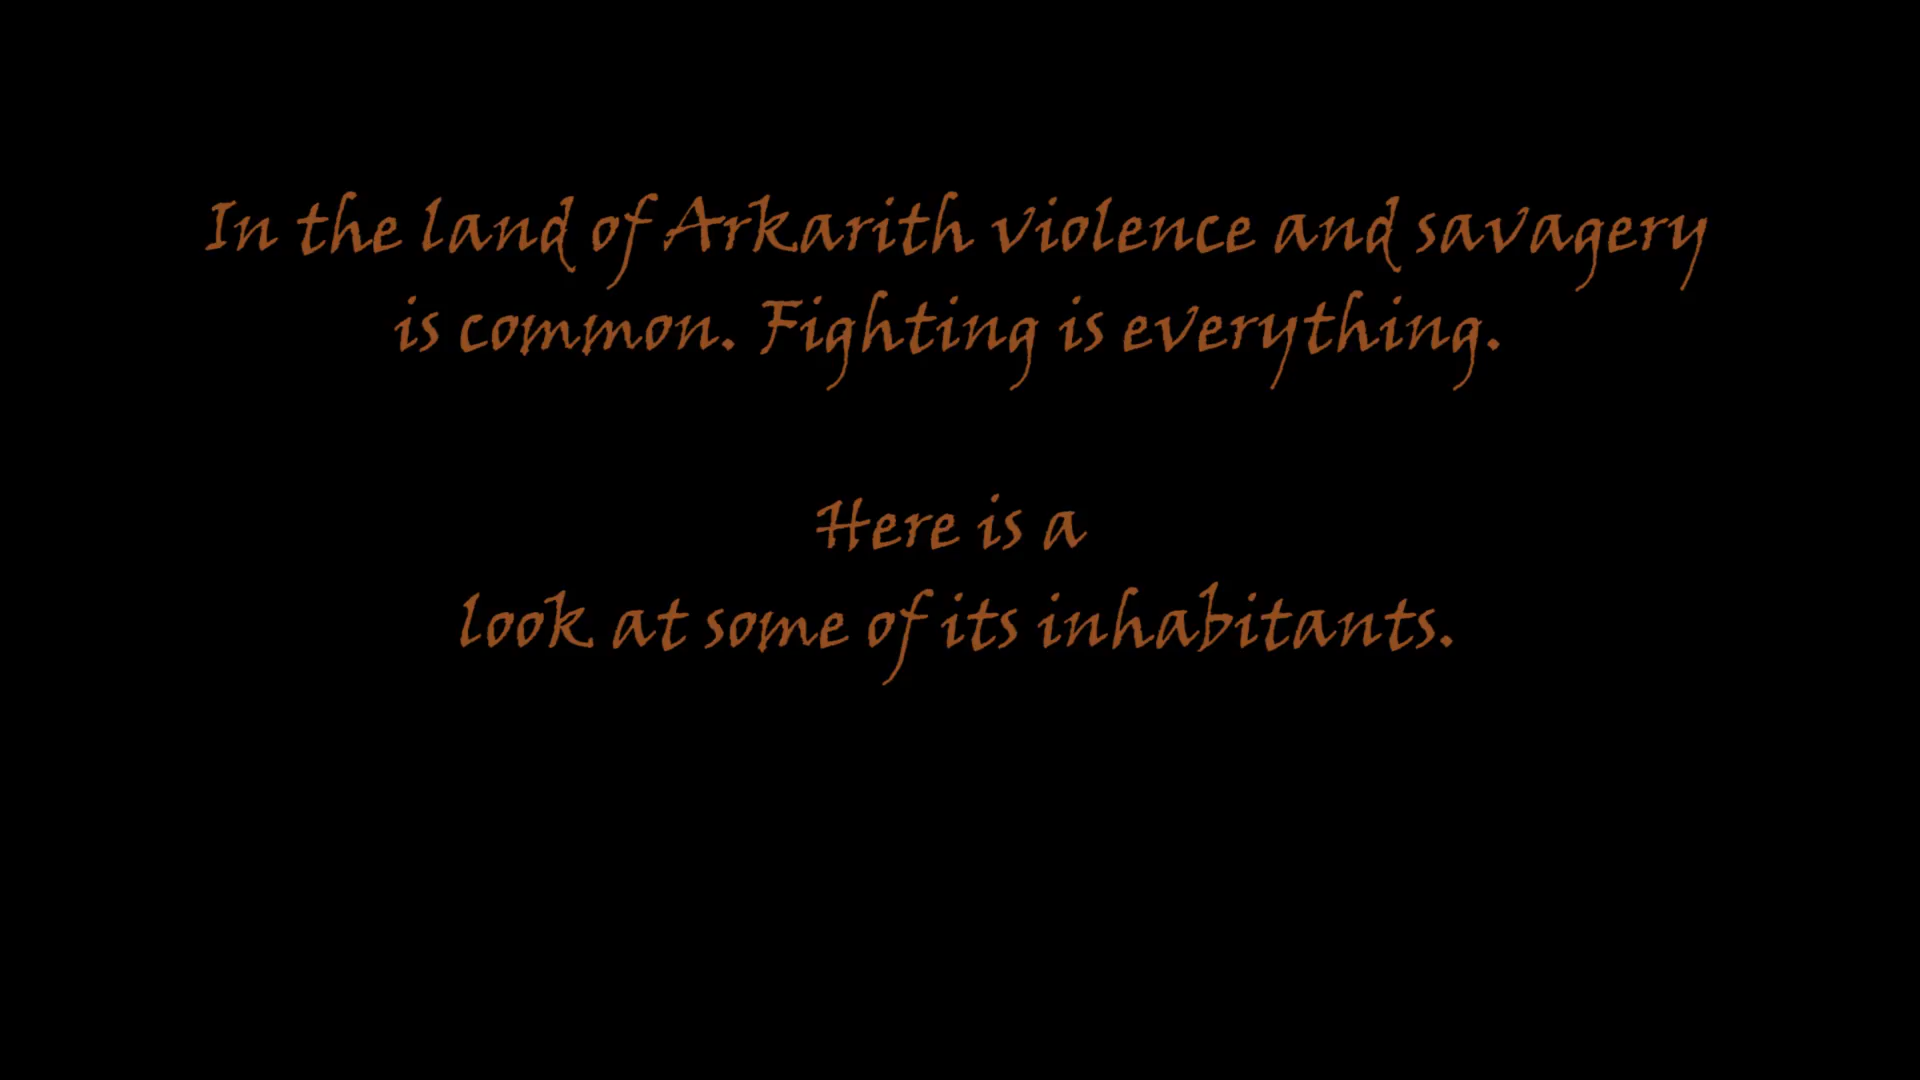 In the land of Arkarith violence and savagery
is common. Fighting is everything.
Here is a
look at some of its inhabitants.